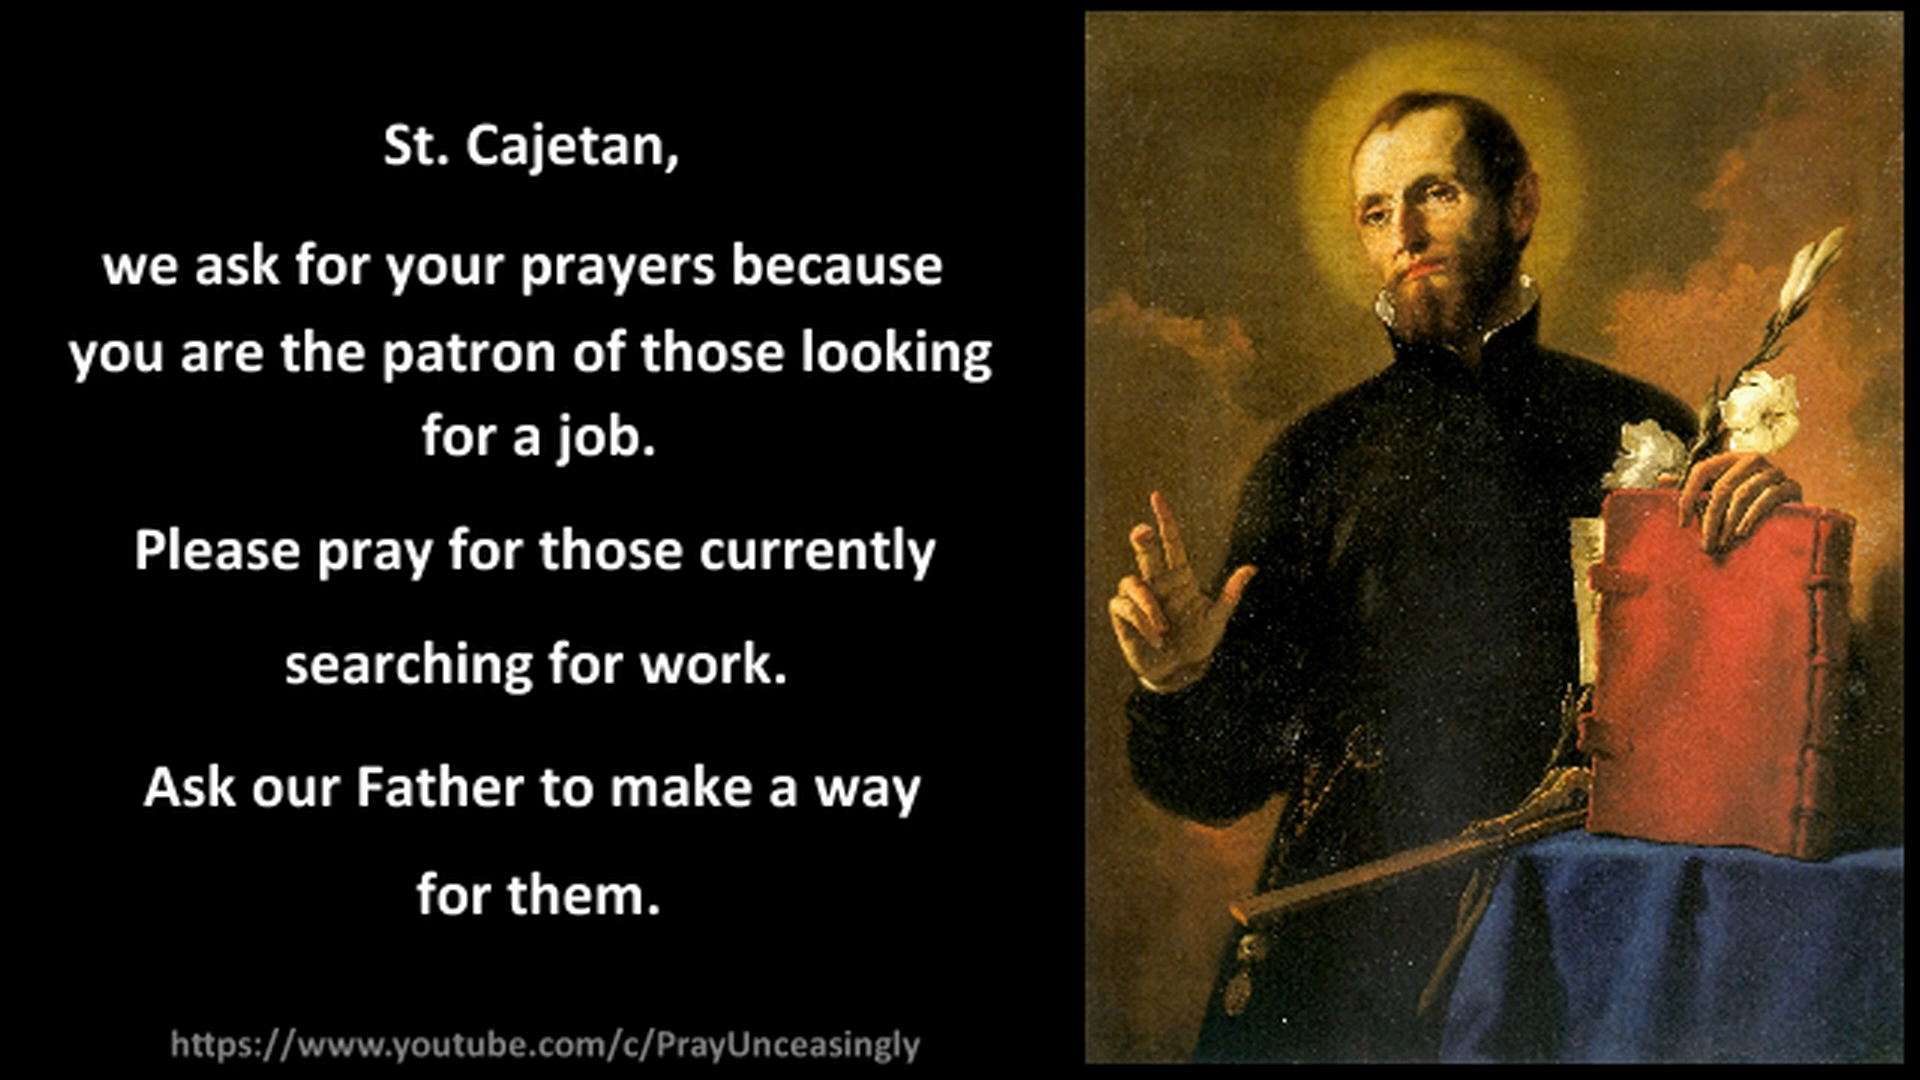 St. Cajetan,
we ask for your prayers because
you are the patron of those looking
for a job.
Please pray for those currently
searching for work.
Ask our Father to make a way
for them.
https://www.youtube.com/c/PrayUnceasingly